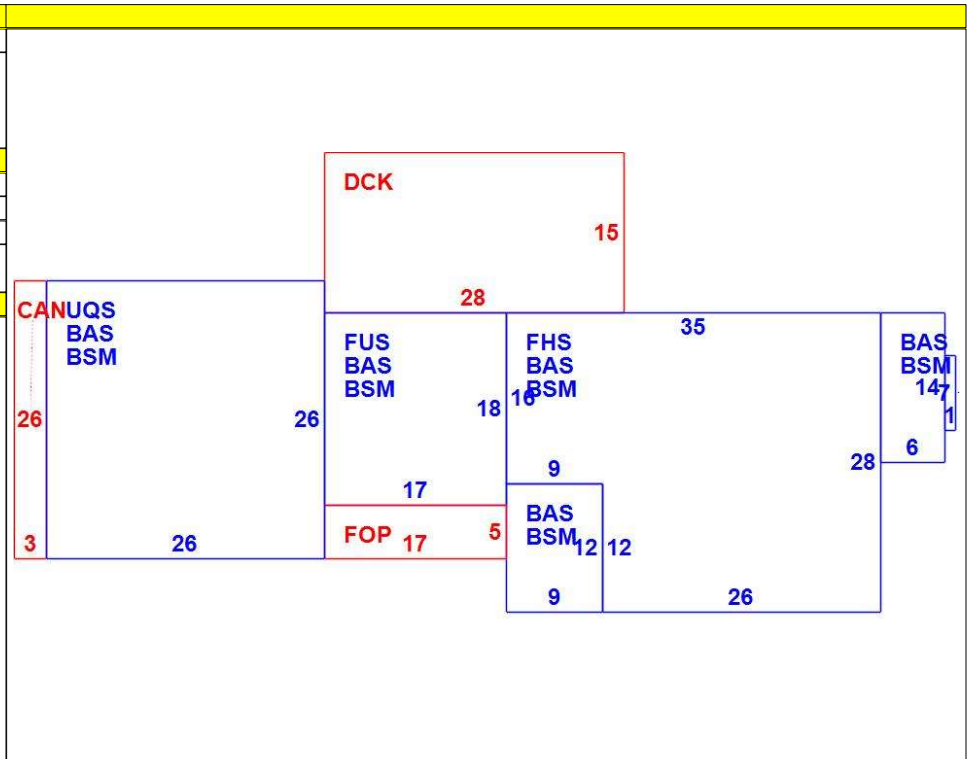 DCK
15
28
CAN
26
3
UQS
BAS
BSM
26
26
FUS
BAS
BSM
18
17
FOP
17
5
35
FHS
BAS
BSM
16
9
BAS
BSM
12
12
9
26
28
BAS
BSM
14
7
1
6